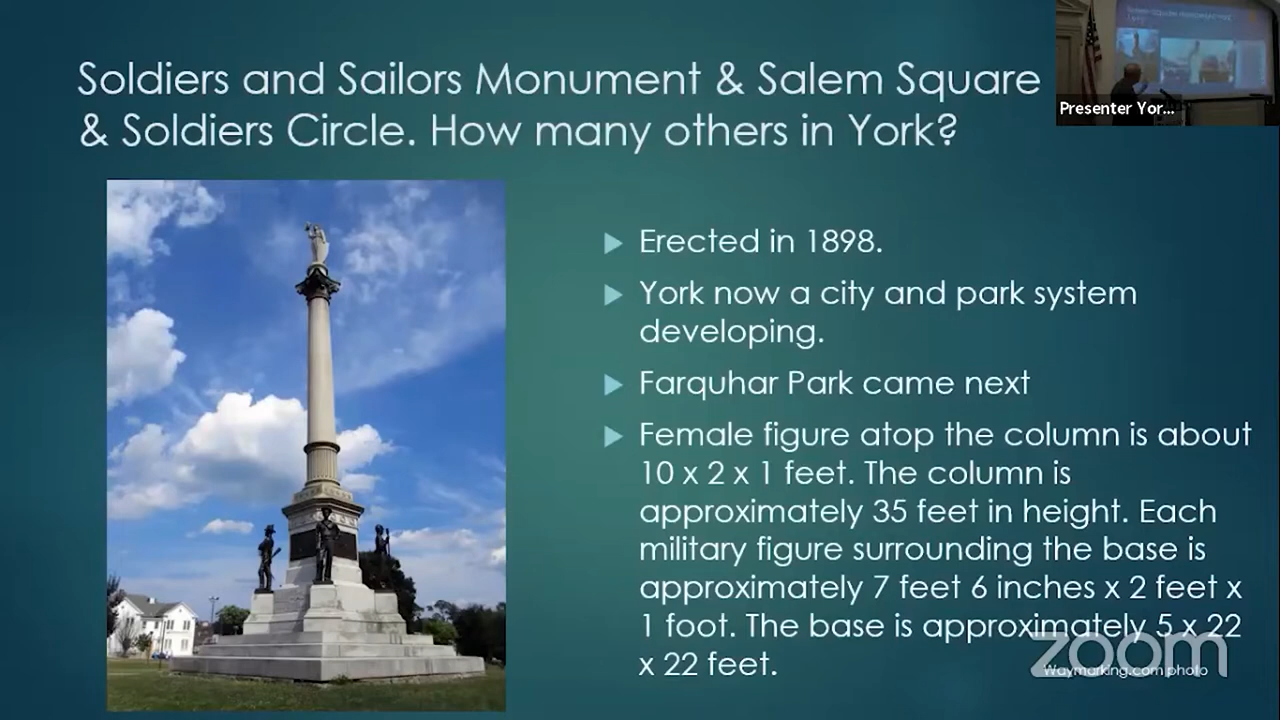 Soldiers and Sailors Monument & Salem Square
& Soldiers Circle. How many others in York?
Presenter Yor...
Erected in 1898.
York now a city and park system
developing.
Farquhar Park came next
Female figure atop the column is about
10 x 2 x 1 feet. The column is
approximately 35 feet in height. Each
military figure surrounding the base is
approximately 7 feet 6 inches x 2 feet x
1 foot. The base is approximately 5 x 22
x 22 feet.
Waymarking.com photo
zoom